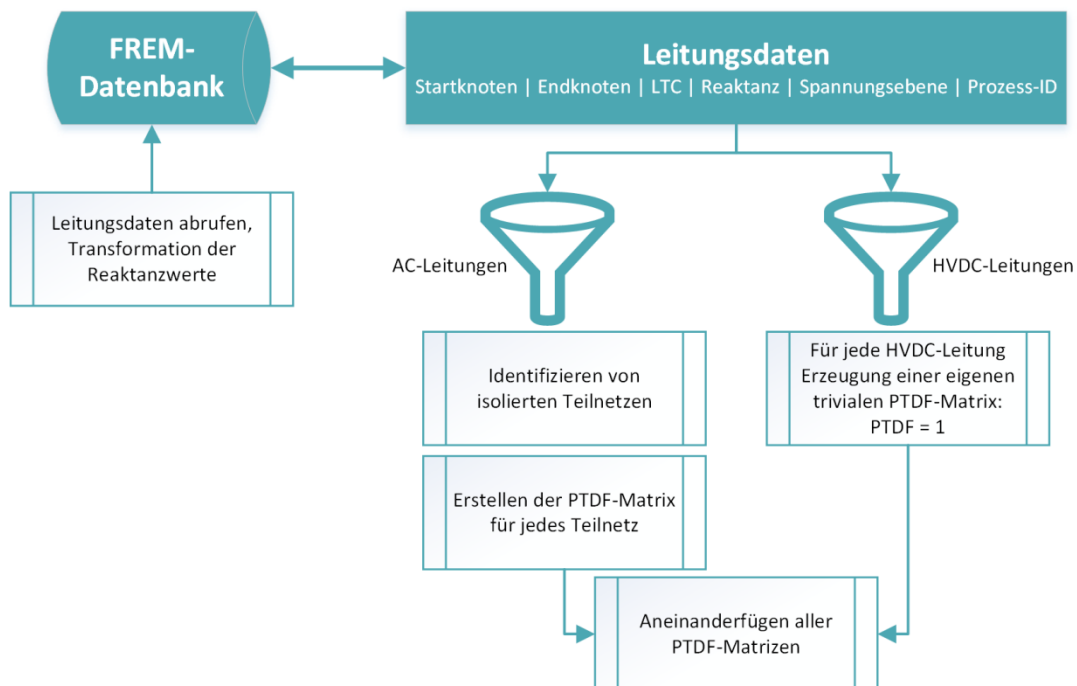 FREM-
Datenbank
Leitungsdaten
Startknoten | Endknoten | LTC | Reaktanz | Spannungsebene | Prozess-ID
Leitungsdaten abrufen,
Transformation der
Reaktanzwerte
AC-Leitungen
HVDC-Leitungen
Identifizieren von
isolierten Teilnetzen
Für jede HVDC-Leitung
Erzeugung einer eigenen
trivialen PTDF-Matrix:
PTDF = 1
Erstellen der PTDF-Matrix
für jedes Teilnetz
Aneinanderfügen aller
PTDF-Matrizen